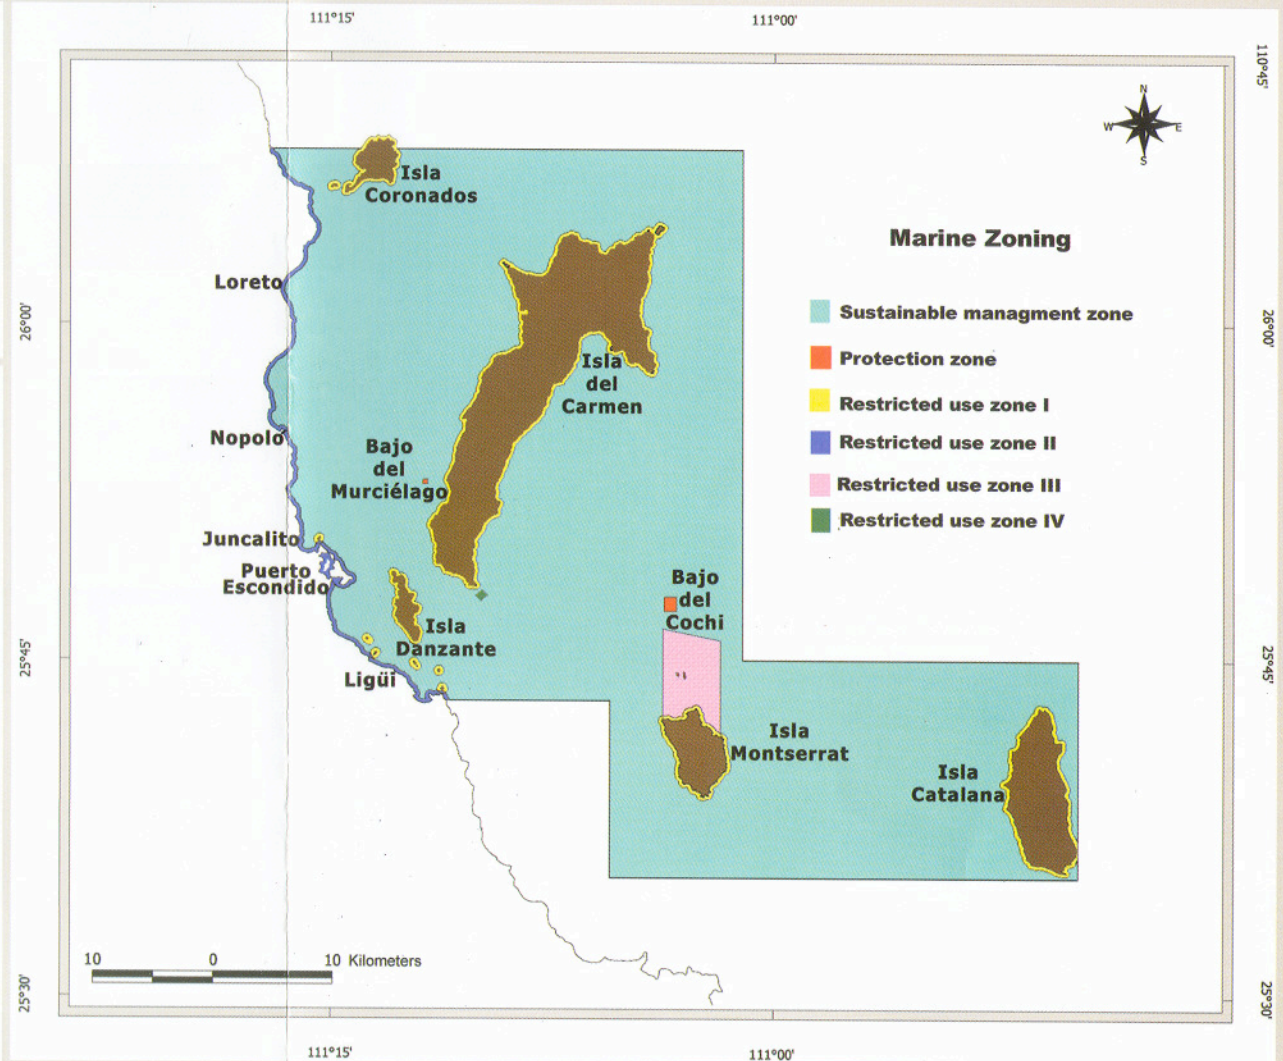 111°15'
111°00'
110°45'
N
W
E
S
Isla
Coronados
Marine Zoning
Loreto
Sustainable managment zone
26°00'
26°00'
Protection zone
Isla
del
Carmen
Restricted use zone I
Nopoló
Restricted use zone II
Bajo
del
Murciélago
Restricted use zone III
Restricted use zone IV
Juncalito
Puerto
Escondido
Bajo
del
Cochi
Isla
Danzante
25°45'
25°45'
Ligüi
Isla
Montserrat
Isla
Catalana
10 0 10 Kilometers
25°30'
25°30'
111°15'
111°00'